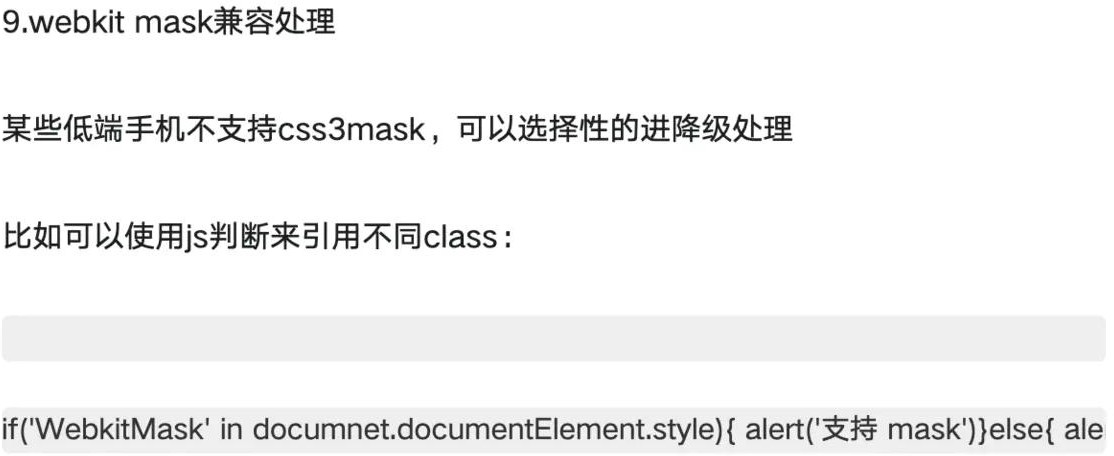 9.webkit mask兼容处理
某些低端手机不支持css3mask，可以选择性的进降级处理
比如可以使用js判断来引用不同class：
if('WebkitMask' in documnet.documentElement.style){ alert('支持 mask')}else{ ale